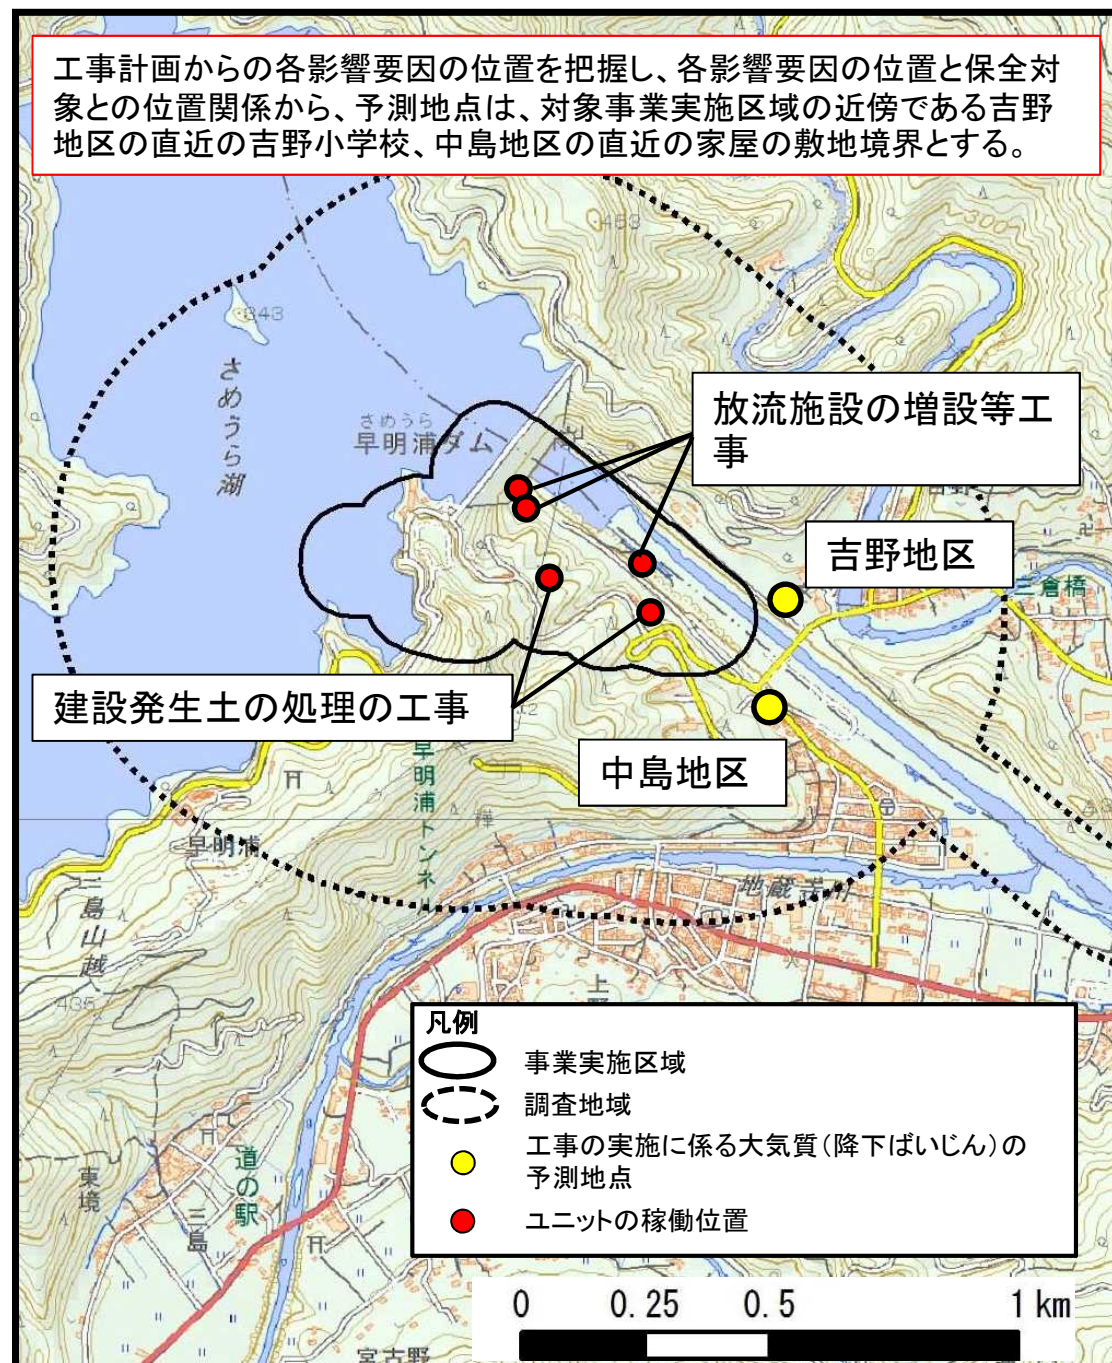 工事計画からの各影響要因の位置を把握し、各影響要因の位置と保全対
象との位置関係から、予測地点は、対象事業実施区域の近傍である吉野
地区の直近の吉野小学校、中島地区の直近の家屋の敷地境界とする。
453
343
さめうら湖
さめうら
早明浦ダム
放流施設の増設等工
事
吉野
吉野地区
三倉橋
建設発生土の処理の工事
中島地区
早明浦トンネル
早明浦
地蔵寺川
三島山越
435
上野
東境
三島
道の駅
宮古野
凡例
事業実施区域
調査地域
工事の実施に係る大気質(降下ばいじん)の
予測地点
ユニットの稼働位置
0 0.25 0.5 1 km